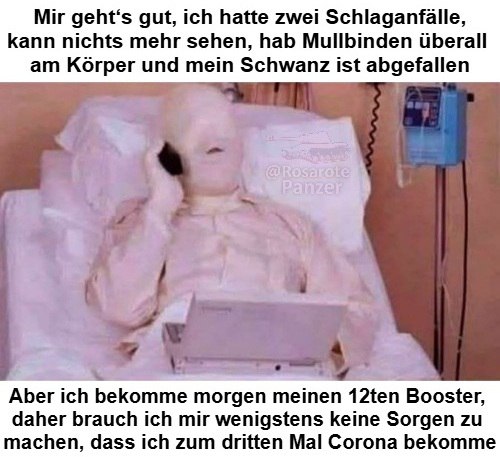 Mir geht‘s gut, ich hatte zwei Schlaganfälle,
kann nichts mehr sehen, hab Mullbinden überall
am Körper und mein Schwanz ist abgefallen
@Rosarote
Panzer
Aber ich bekomme morgen meinen 12ten Booster,
daher brauch ich mir wenigstens keine Sorgen zu
machen, dass ich zum dritten Mal Corona bekomme